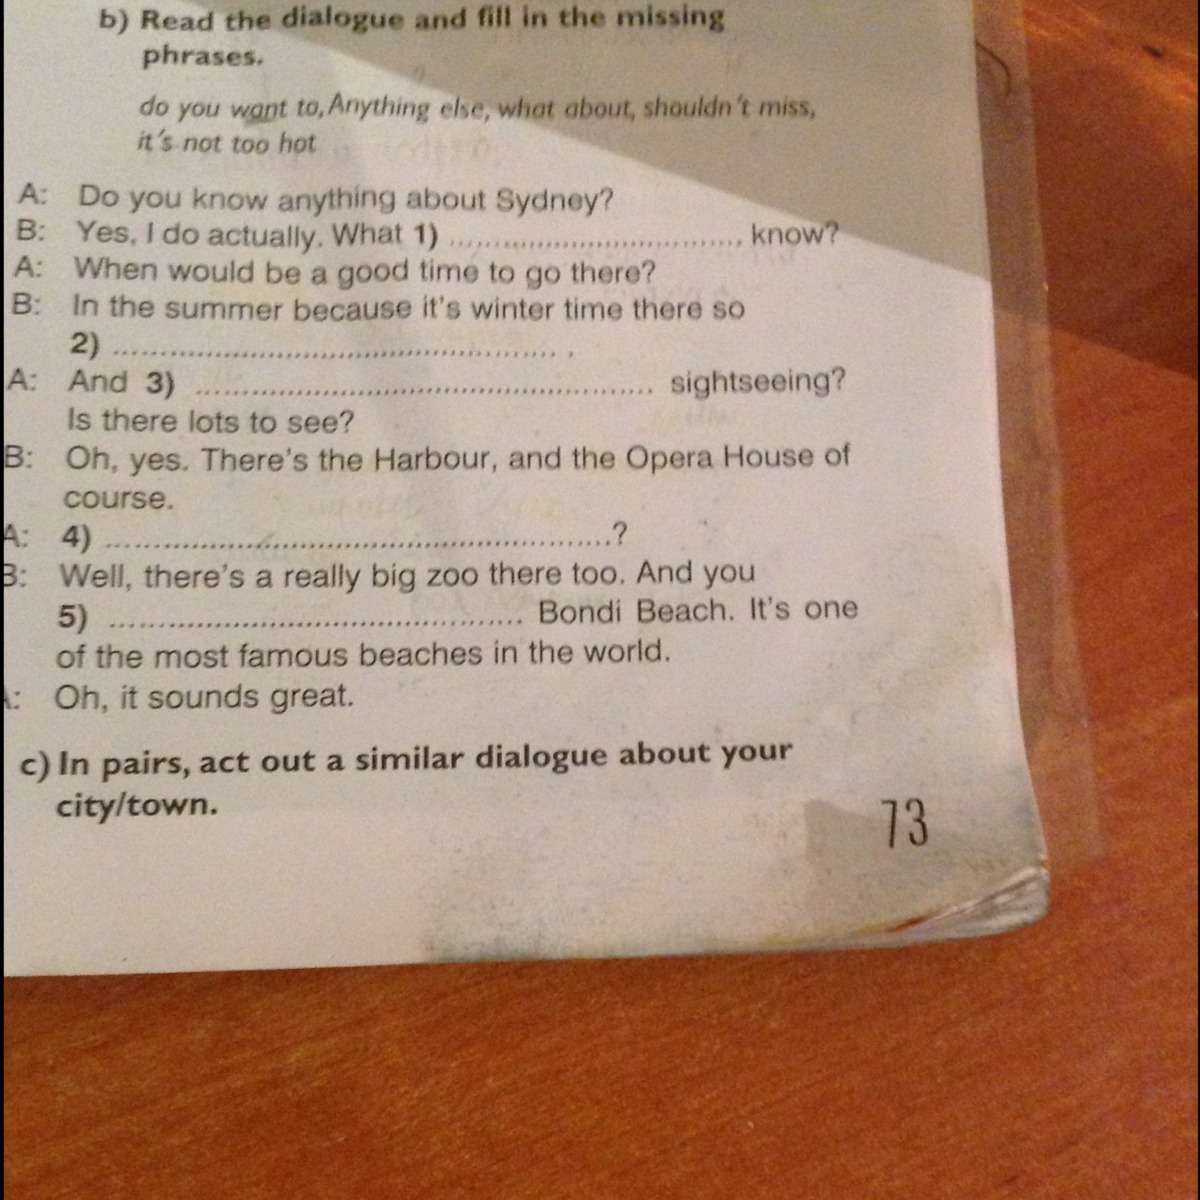 b) Read the dialogue and fill in the missing
phrases.
do you want to, Anything else, what about, shouldn't miss,
it's not too hot
A: Do you know anything about Sydney?
B: Yes, I do actually. What 1) .............................. know?
A: When would be a good time to go there?
B: In the summer because it's winter time there so
2) ................................................ .
A: And 3) ................................................ sightseeing?
Is there lots to see?
B: Oh, yes. There's the Harbour, and the Opera House of
course.
A: 4) ......................................................?
B: Well, there's a really big zoo there too. And you
5) ............................................ Bondi Beach. It's one
of the most famous beaches in the world.
A: Oh, it sounds great.
c) In pairs, act out a similar dialogue about your
city/town.
73